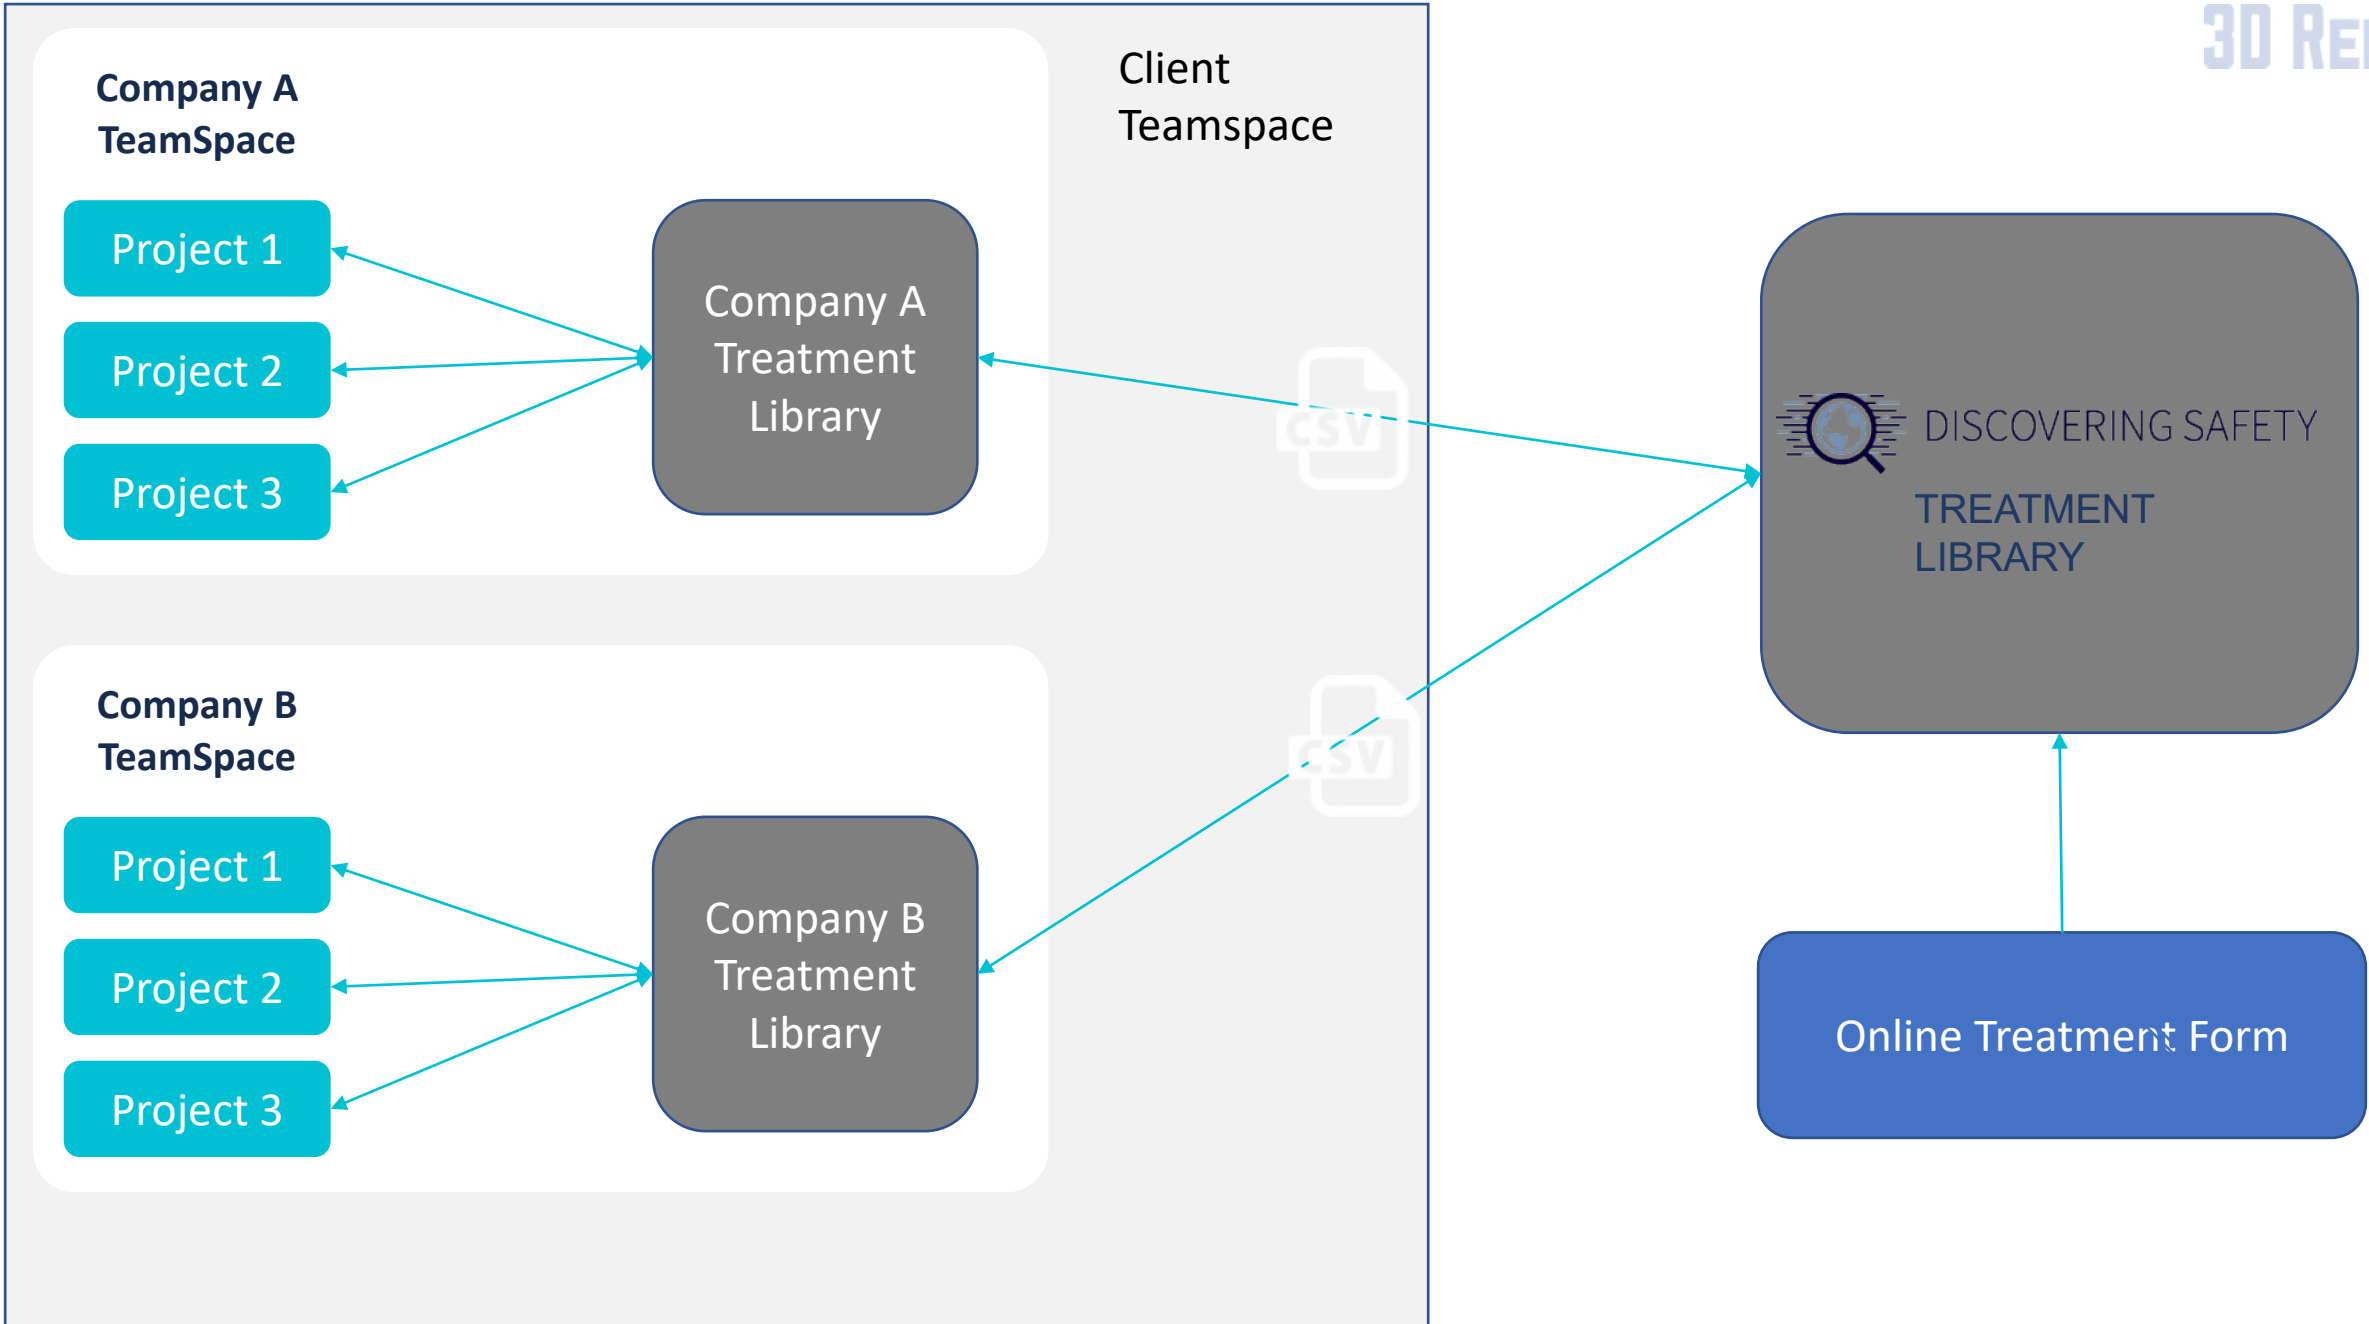 3D
Company A
TeamSpace
Client
Teamspace
Project 1
Project 2
Project 3
Company A
Treatment
Library
CSV
DISCOVERING SAFETY
TREATMENT
LIBRARY
Company B
TeamSpace
CSV
Project 1
Project 2
Project 3
Company B
Treatment
Library
Online Treatment Form